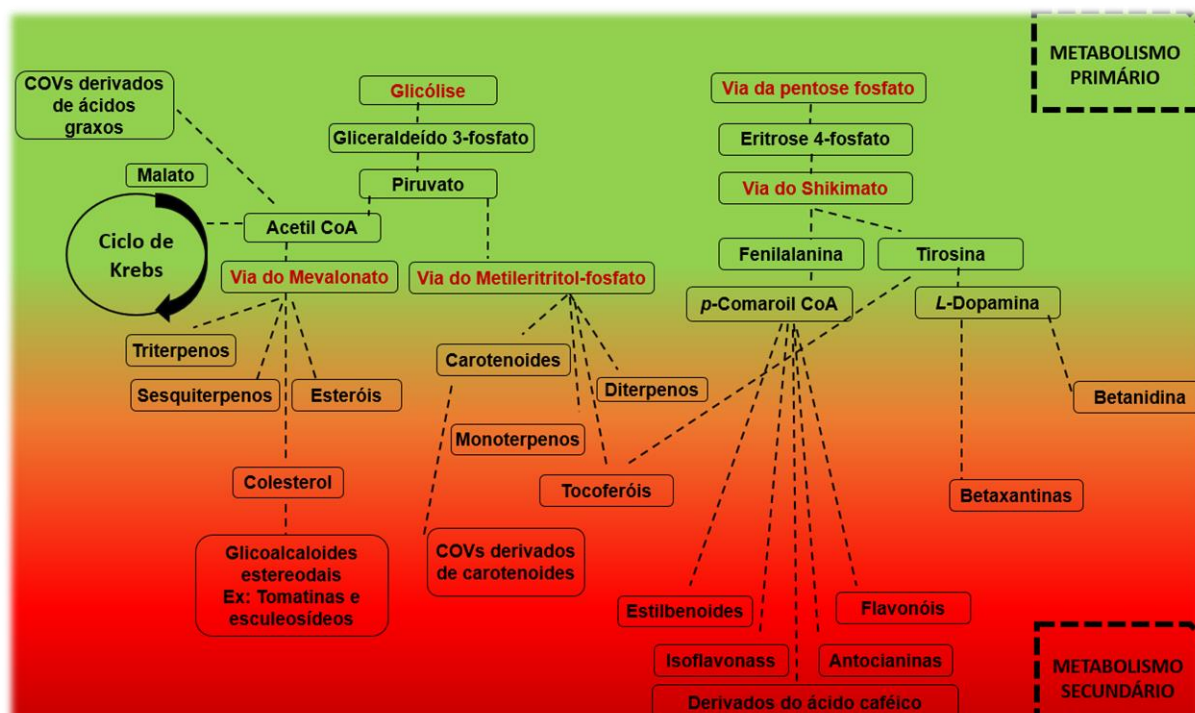 METABOLISMO
PRIMÁRIO
COVs derivados
de ácidos
graxos
Glicólise
Via da pentose fosfato
Gliceraldeído 3-fosfato
Eritrose 4-fosfato
Malato
Piruvato
Via do Shikimato
Ciclo de
Krebs
Acetil CoA
Fenilalanina
Tirosina
Via do Mevalonato
Via do Metileritritol-fosfato
p-Comaroil CoA
L-Dopamina
Triterpenos
Carotenoides
Sesquiterpenos
Esteróis
Diterpenos
Betanidina
Monoterpenos
Colesterol
Tocoferóis
Betaxantinas
Glicoalcaloides
estereodais
Ex: Tomatinas e
esculeosídeos
COVs derivados
de carotenoides
Estilbenoides
Flavonóis
Isoflavonass
Antocianinas
Derivados do ácido caféico
METABOLISMO
SECUNDÁRIO